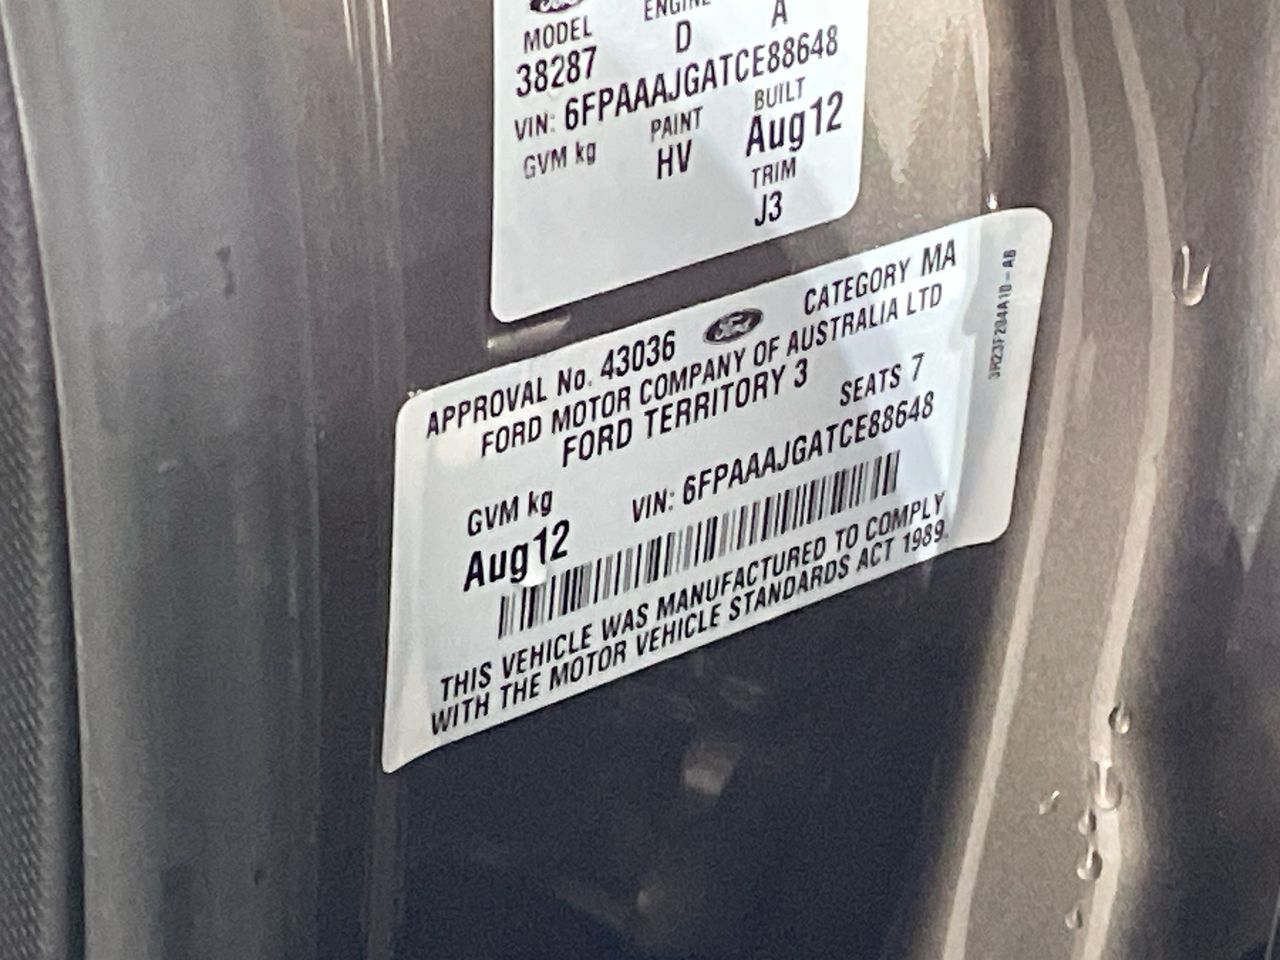 Ford
MODEL ENGINE
38287 D A
VIN: 6FPAAAJGATCE88648
GVM kg PAINT BUILT
HV Aug12
TRIM
J3
APPROVAL No. 43036 Ford CATEGORY MA
FORD MOTOR COMPANY OF AUSTRALIA LTD
FORD TERRITORY 3 SEATS 7
GVM kg VIN: 6FPAAAJGATCE88648
Aug12
THIS VEHICLE WAS MANUFACTURED TO COMPLY
WITH THE MOTOR VEHICLE STANDARDS ACT 1989.